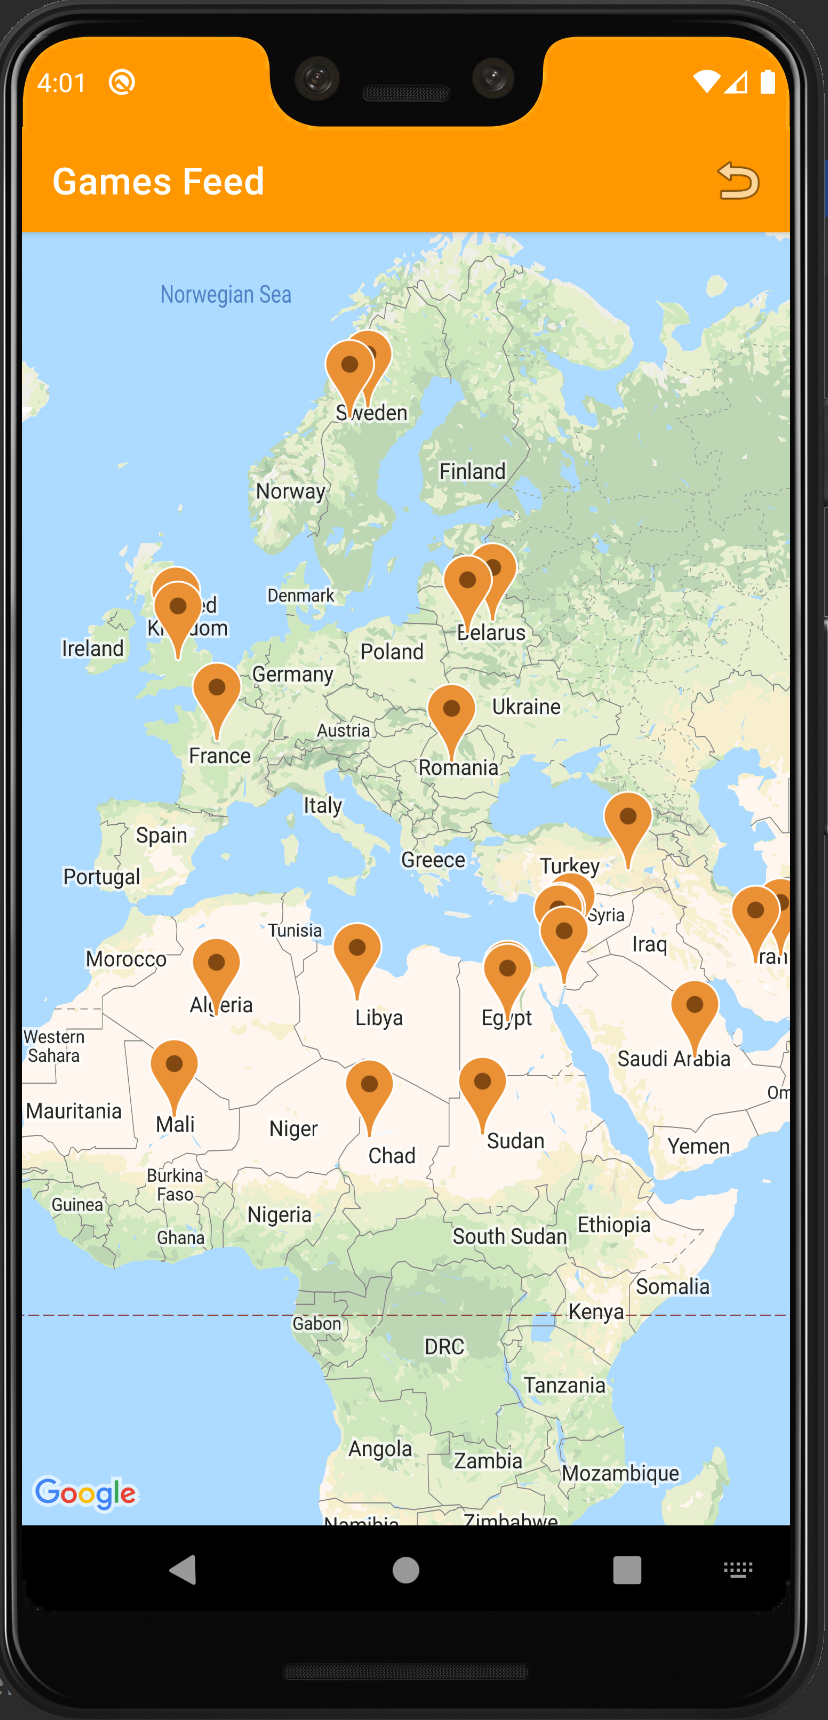 4:01
Games Feed
Norwegian Sea
Sweden
Finland
Norway
Denmark
Kingdom
Belarus
Ireland
Poland
Germany
Ukraine
Austria
France
Romania
Italy
Spain
Greece
Turkey
Portugal
Syria
Tunisia
Iraq
Morocco
Iran
Algeria
Libya
Egypt
Western
Sahara
Saudi Arabia
Om
Mauritania
Mali
Niger
Sudan
Chad
Yemen
Burkina
Faso
Guinea
Nigeria
Ghana
South Sudan
Ethiopia
Somalia
Kenya
Gabon
DRC
Tanzania
Angola
Zambia
Mozambique
Google
Namibia
Zimbabwe